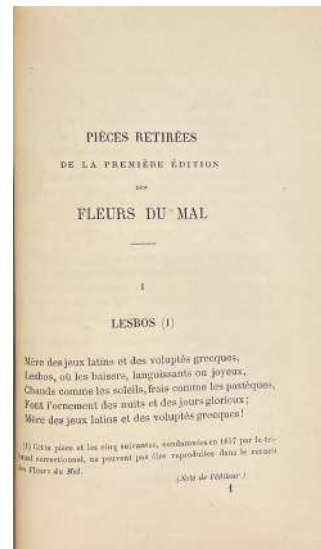 PIÈCES RETIRÉES
DE LA PREMIÈRE ÉDITION
DES
FLEURS DU MAL
I
LESBOS (1)
Mère des jeux latins et des voluptés grecques,
Lesbos, où les baisers, languissants ou joyeux,
Chauds comme les soleils, frais comme les pastèques,
Font l'ornement des nuits et des jours glorieux;
Mère des jeux latins et des voluptés grecques!
(1) Cette pièce et les cinq suivantes, condamnées en 1857 par le tri-
bunal correctionnel, ne peuvent pas être reproduites dans le recueil
des Fleurs du Mal.
(Note de l'éditeur.)
1